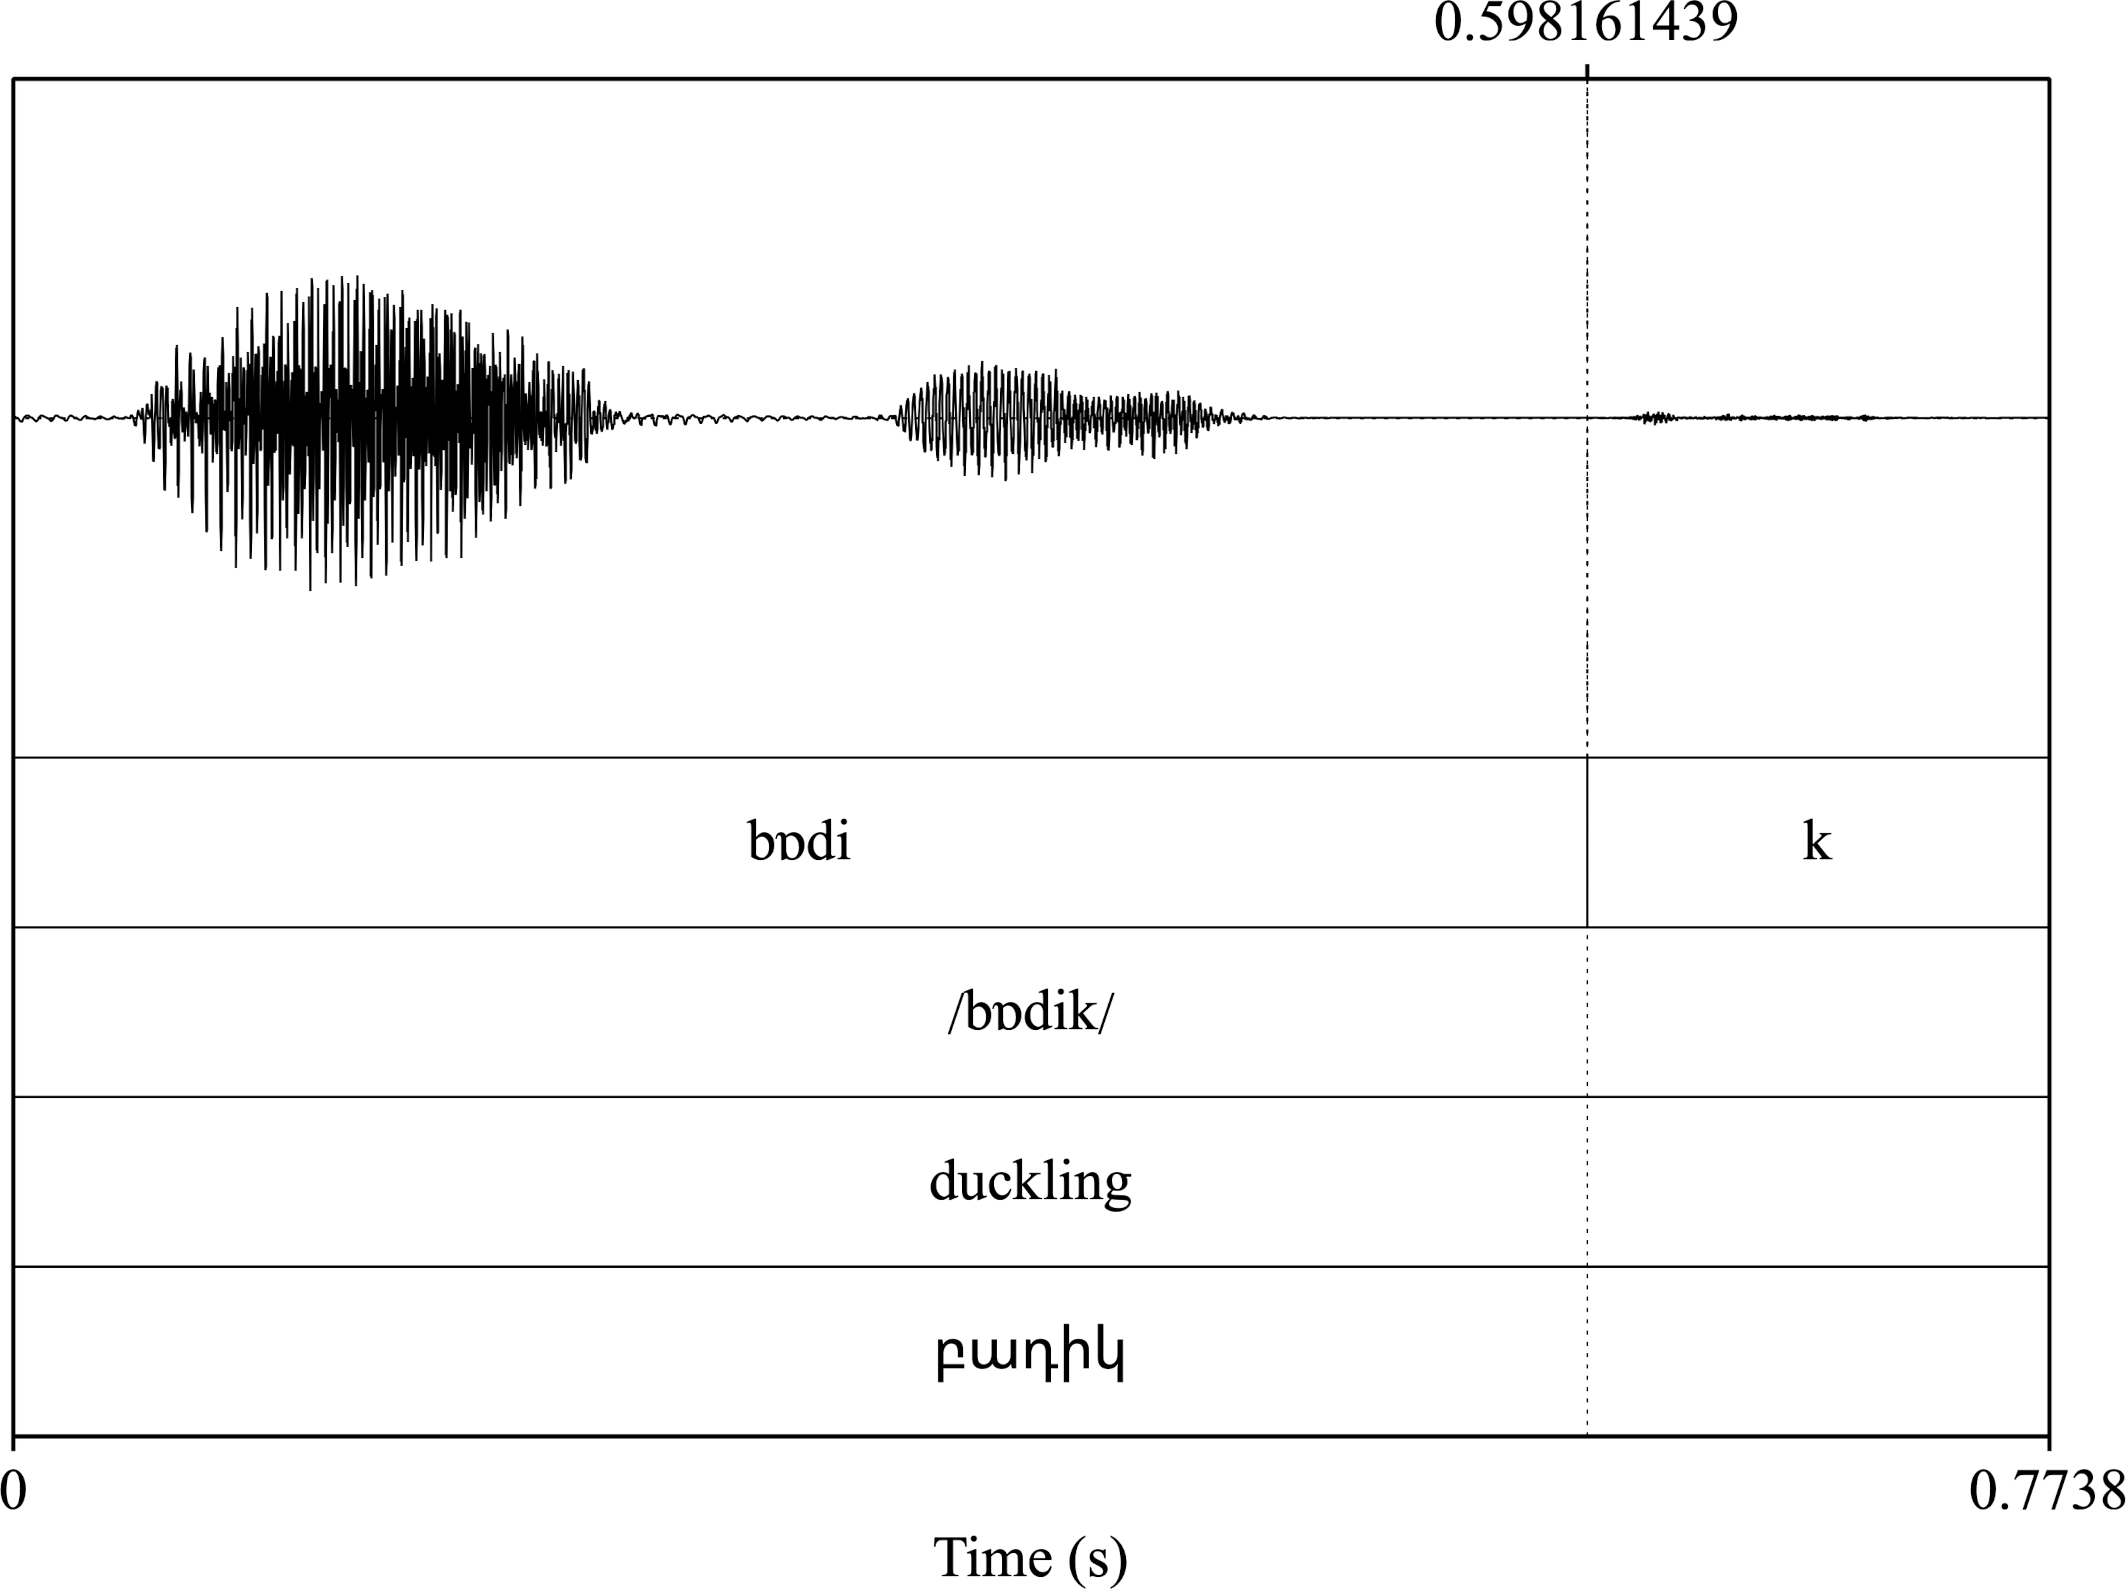 0.598161439
bɒdi k
/bɒdik/
duckling
բադիկ
0 0.7738
Time (s)